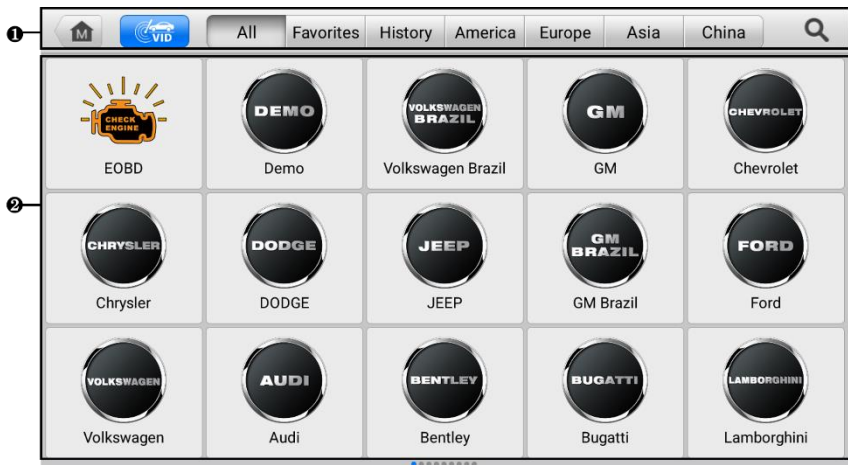 ❶
M
VID
All
Favorites
History
America
Europe
Asia
China
❷
CHECK
ENGINE
EOBD
DEMO
Demo
VOLKSWAGEN
BRAZIL
Volkswagen Brazil
GM
GM
CHEVROLET
Chevrolet
CHRYSLER
Chrysler
DODGE
DODGE
JEEP
JEEP
GM
BRAZIL
GM Brazil
FORD
Ford
VOLKSWAGEN
Volkswagen
AUDI
Audi
BENTLEY
Bentley
BUGATTI
Bugatti
LAMBORGHINI
Lamborghini